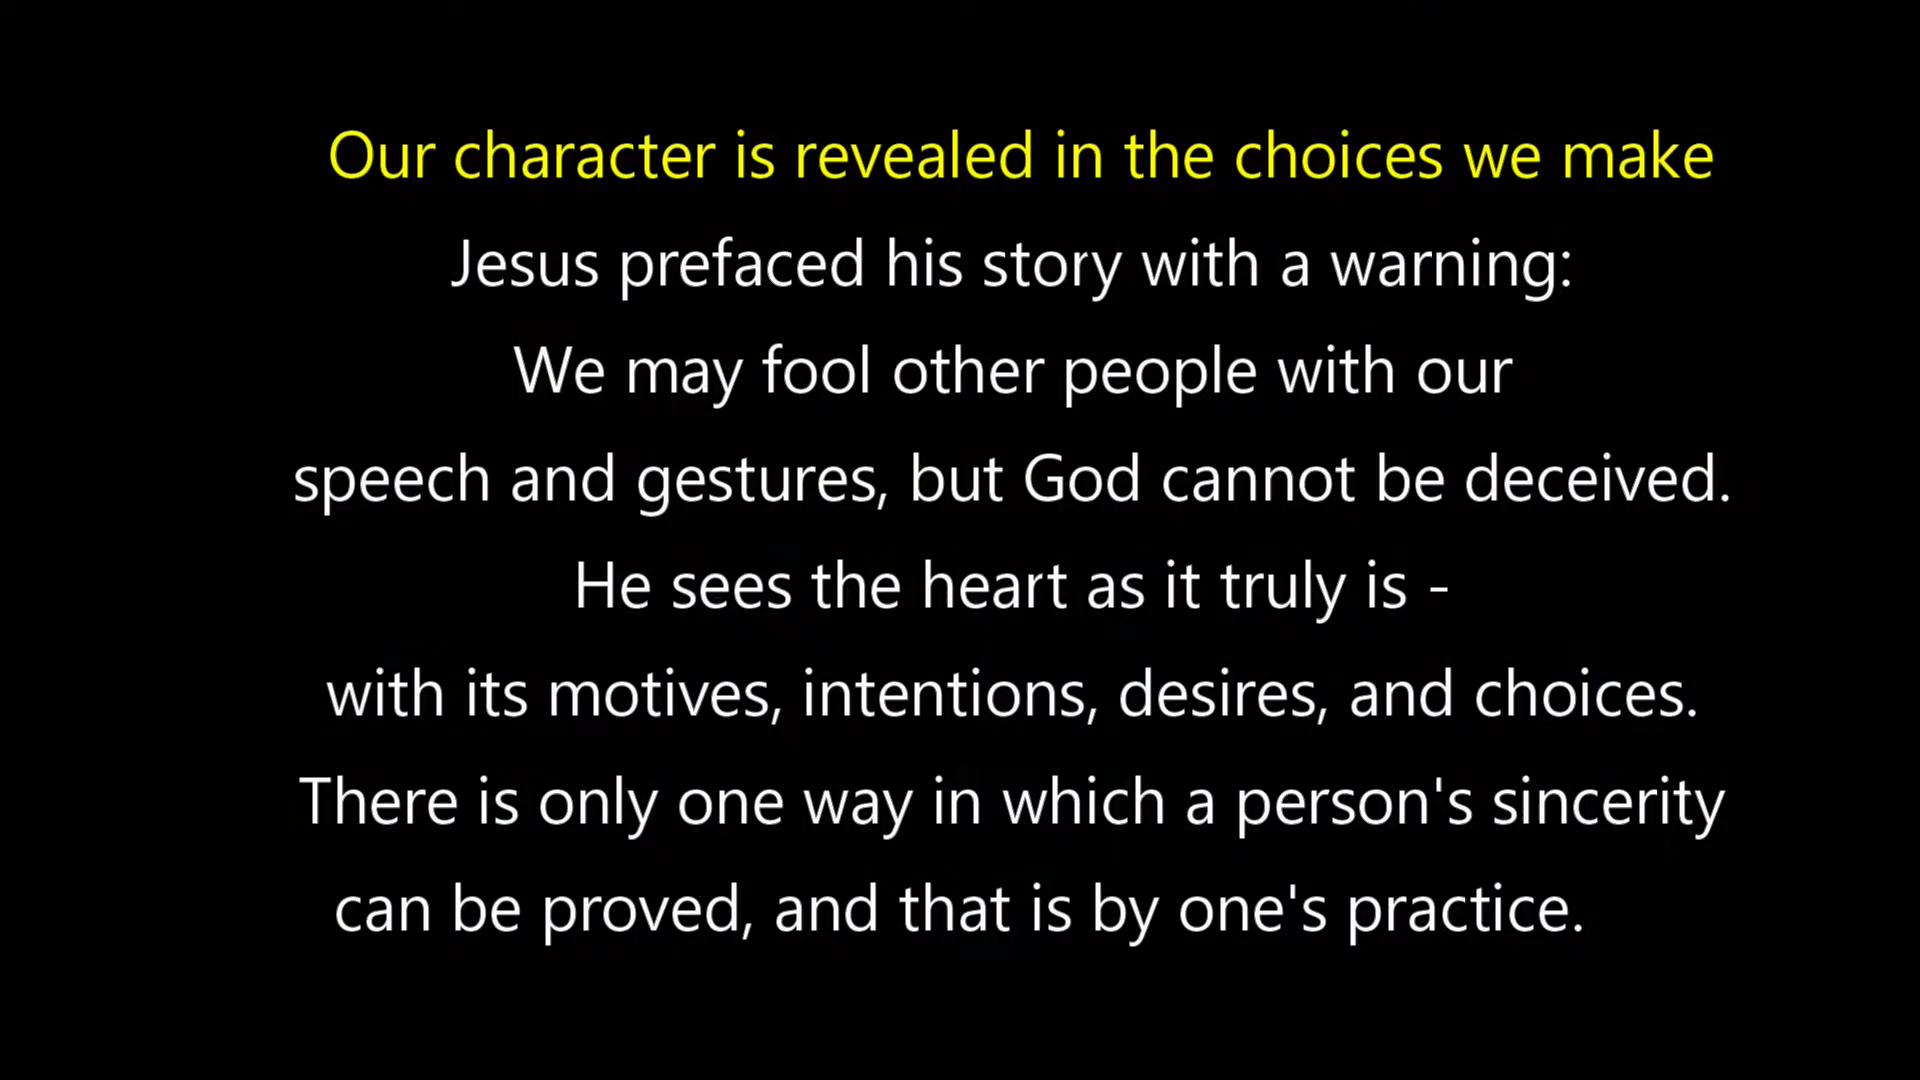 Our character is revealed in the choices we make
Jesus prefaced his story with a warning:
We may fool other people with our
speech and gestures, but God cannot be deceived.
He sees the heart as it truly is -
with its motives, intentions, desires, and choices.
There is only one way in which a person's sincerity
can be proved, and that is by one's practice.